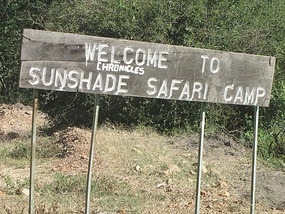 WELCOME TO
CHRONICLES
SUNSHADE SAFARI CAMP